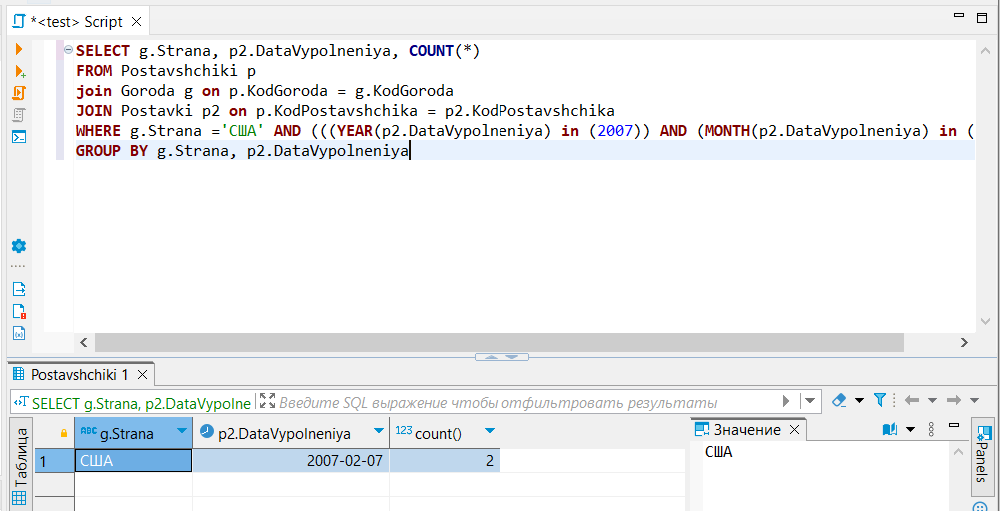 *<test> Script
SELECT g.Strana, p2.DataVypolneniya, COUNT(*)
FROM Postavshchiki p
join Goroda g on p.KodGoroda = g.KodGoroda
JOIN Postavki p2 on p.KodPostavshchika = p2.KodPostavshchika
WHERE g.Strana ='США' AND (((YEAR(p2.DataVypolneniya) in (2007)) AND (MONTH(p2.DataVypolneniya) in (
GROUP BY g.Strana, p2.DataVypolneniya
Postavshchiki 1
SELECT g.Strana, p2.DataVypolne
Введите SQL выражение чтобы отфильтровать результаты
Таблица
ABC g.Strana p2.DataVypolneniya 123 count()
1 США 2007-02-07 2
Значение
США
Panels